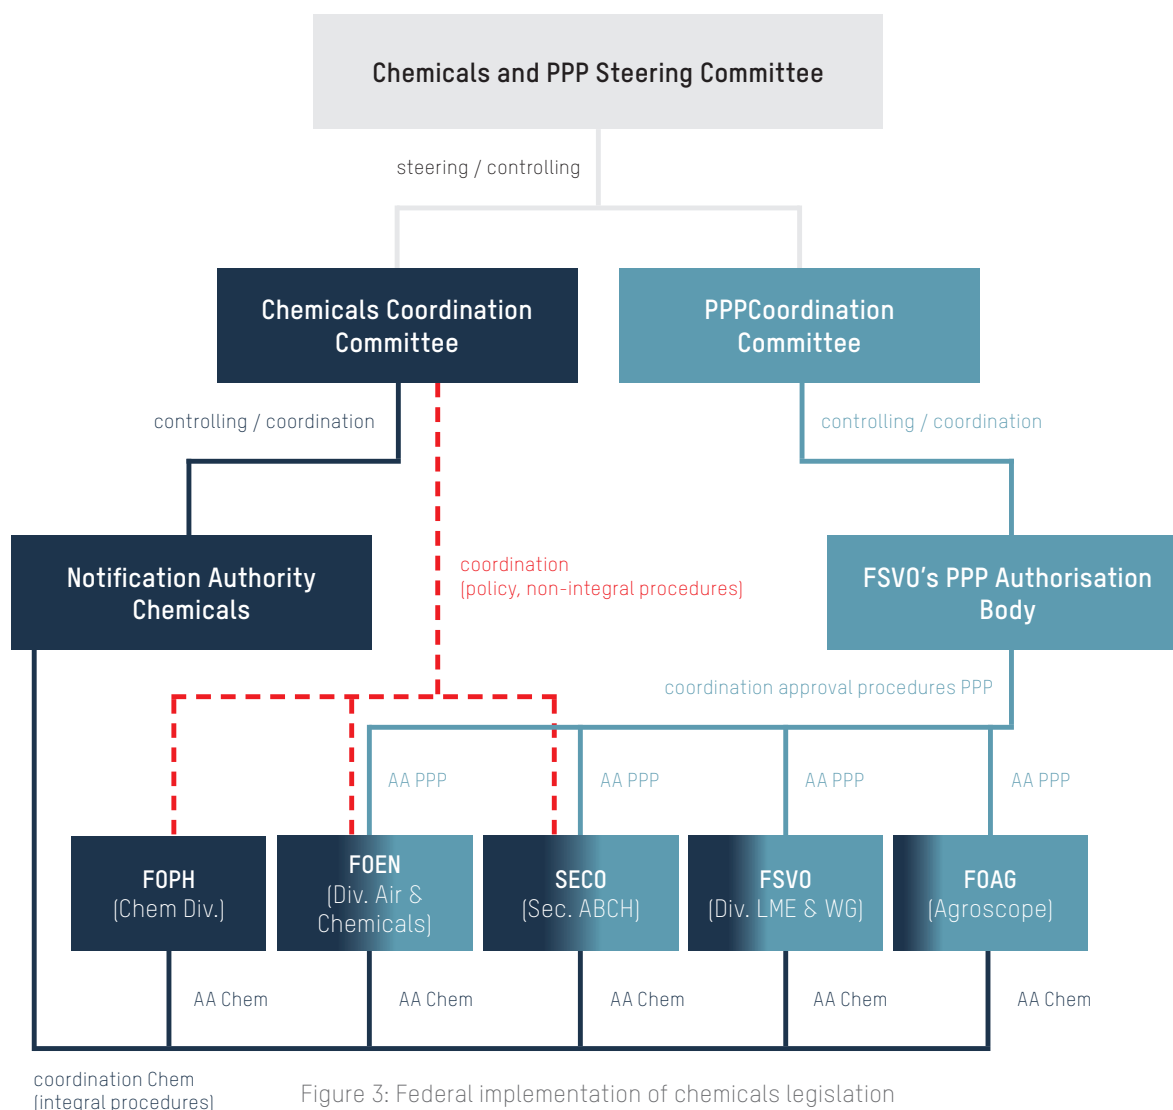 Chemicals and PPP Steering Committee
steering / controlling
Chemicals Coordination
Committee
PPPCoordination
Committee
controlling / coordination
controlling / coordination
Notification Authority
Chemicals
coordination
(policy, non-integral procedures)
FSVO's PPP Authorisation
Body
coordination approval procedures PPP
AA PPP
AA PPP
AA PPP
AA PPP
FOPH
(Chem Div.)
FOEN
(Div. Air &
Chemicals)
SECO
(Sec. ABCH)
FSVO
(Div. LME & WG)
FOAG
(Agroscope)
AA Chem
AA Chem
AA Chem
AA Chem
AA Chem
coordination Chem
(integral procedures)
Figure 3: Federal implementation of chemicals legislation